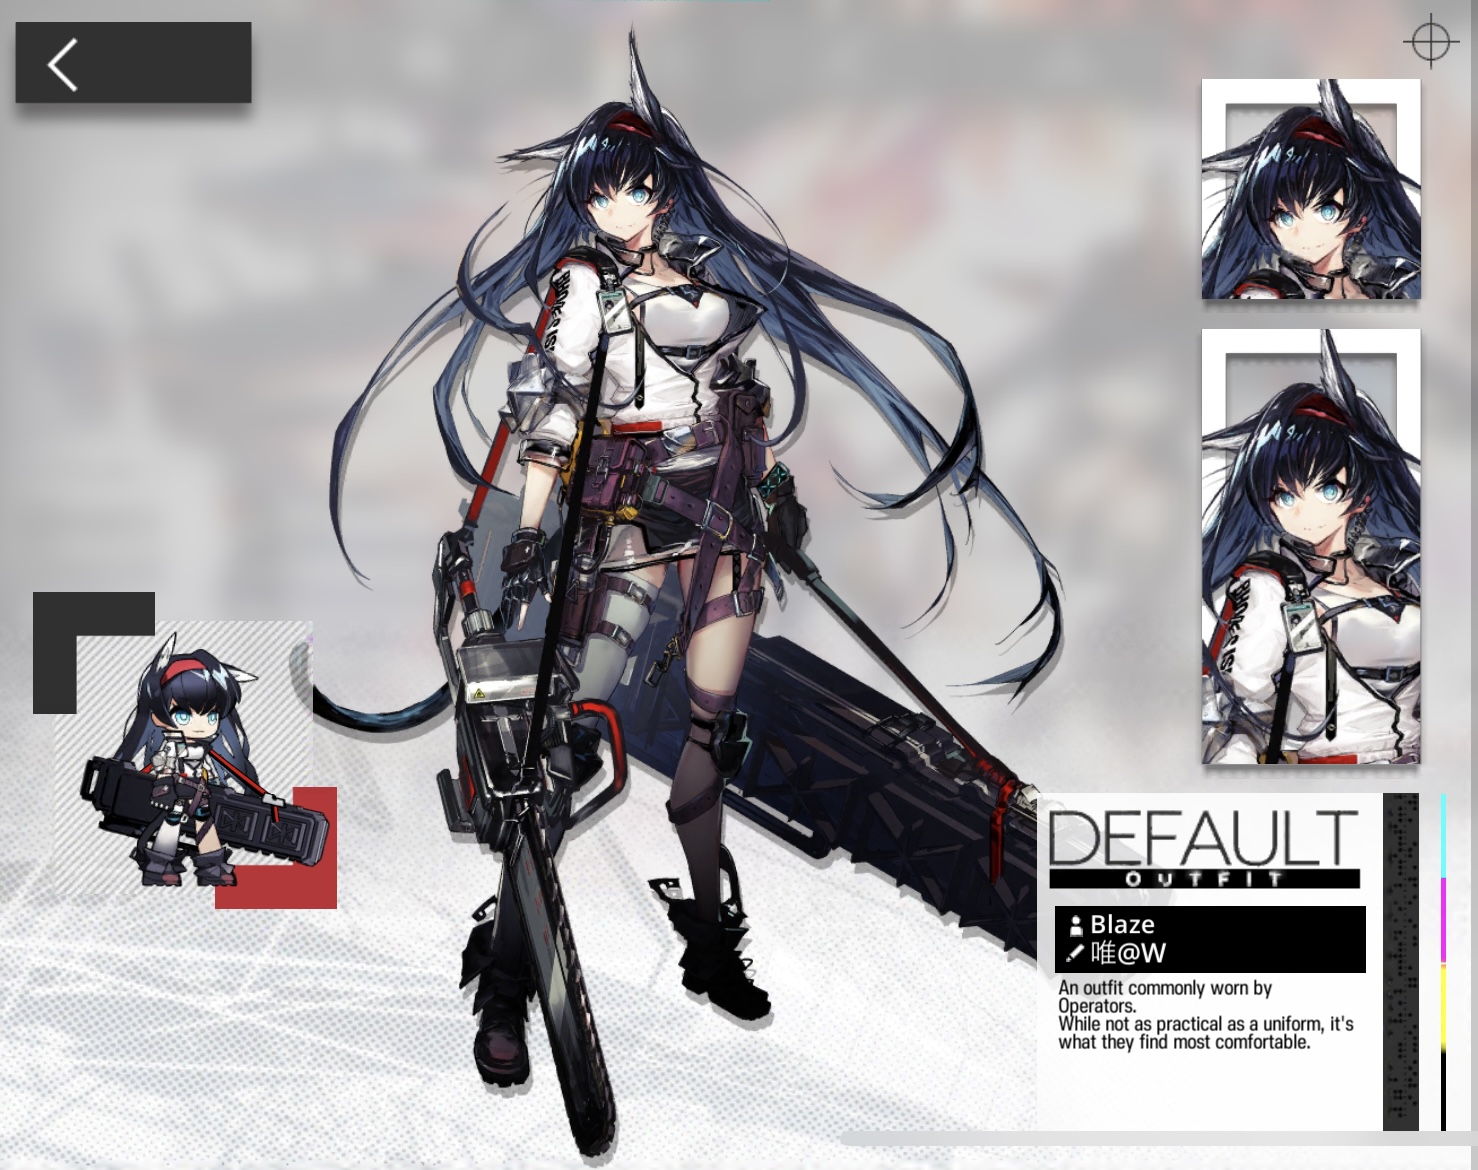 DEFAULT
OUTFIT
Blaze
唯@W
An outfit commonly worn by
Operators.
While not as practical as a uniform, it's
what they find most comfortable.